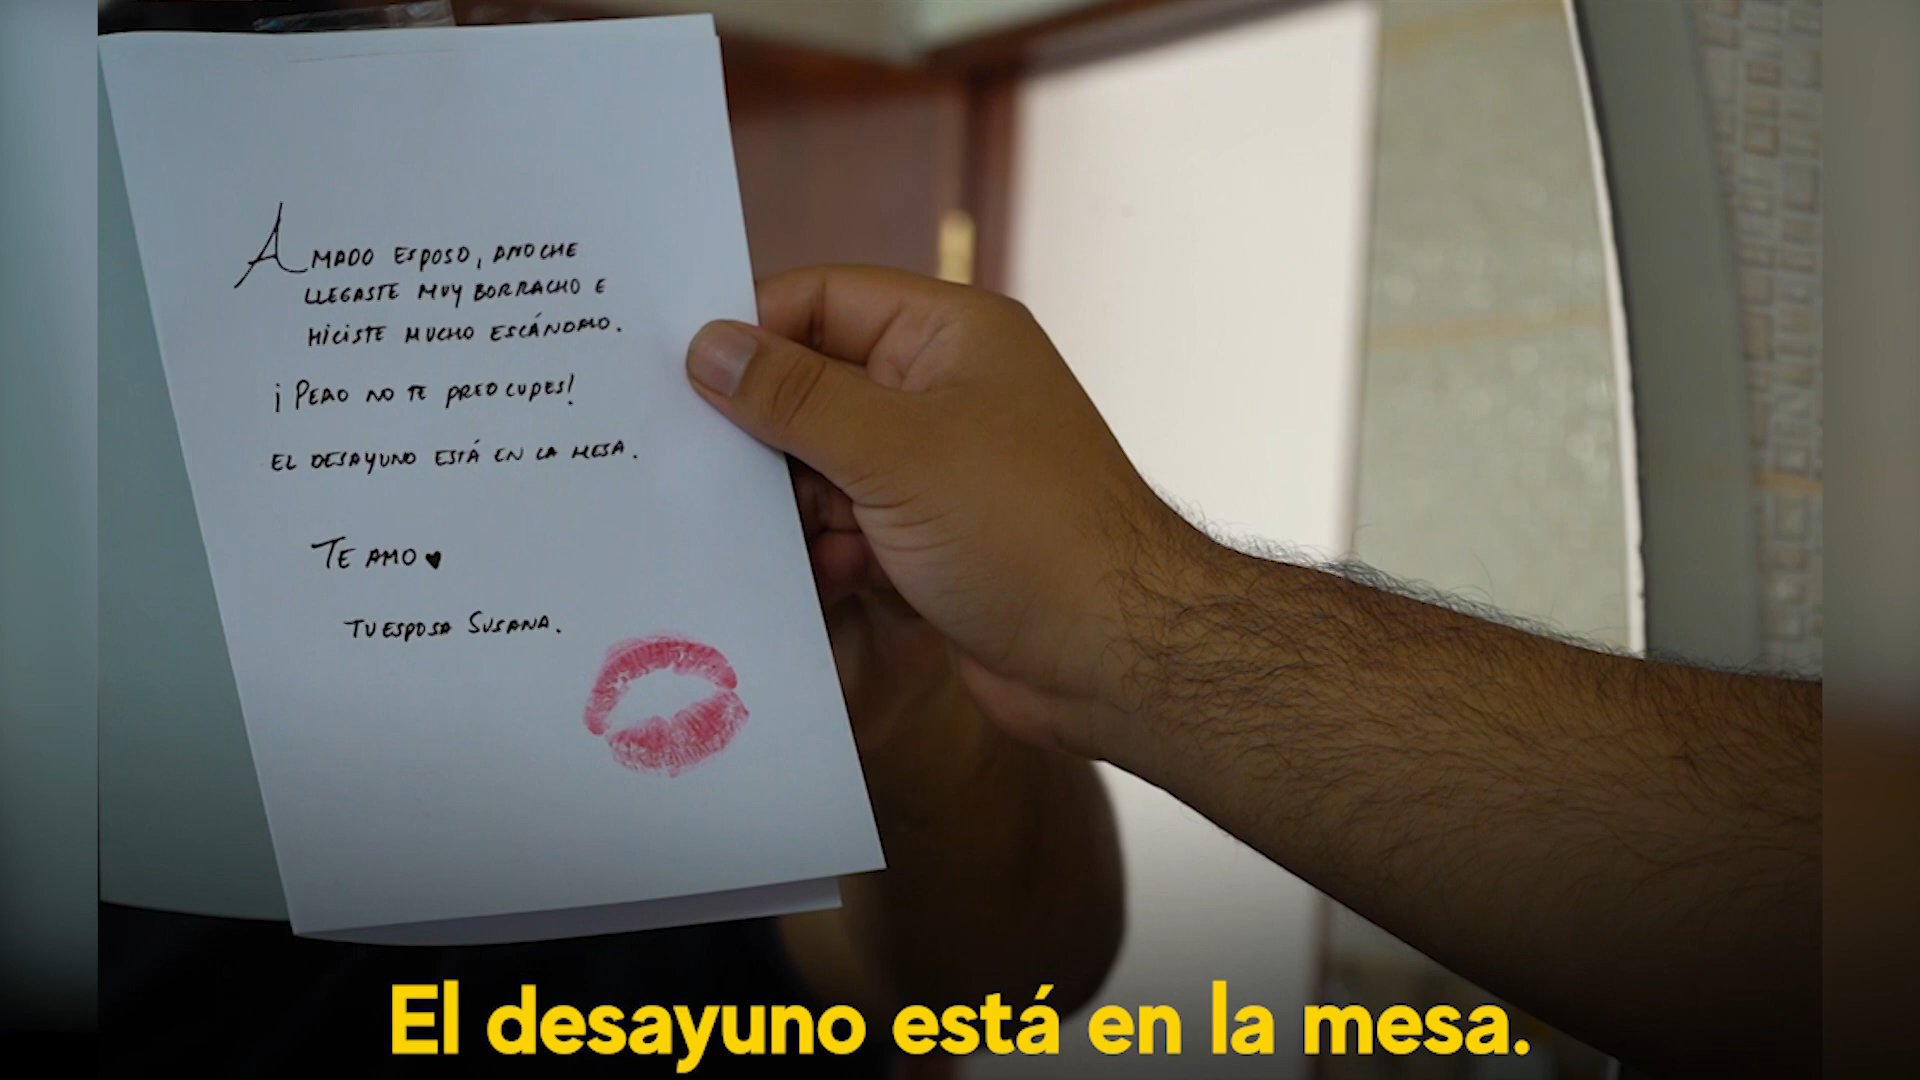 AMADO ESPOSO, ANOCHE
LLEGASTE MUY BORRACHO E
HICISTE MUCHO ESCÁNDALO.
¡PERO NO TE PREOCUPES!
EL DESAYUNO ESTÁ EN LA MESA.
TE AMO ♥
TU ESPOSA SUSANA.
El desayuno está en la mesa.